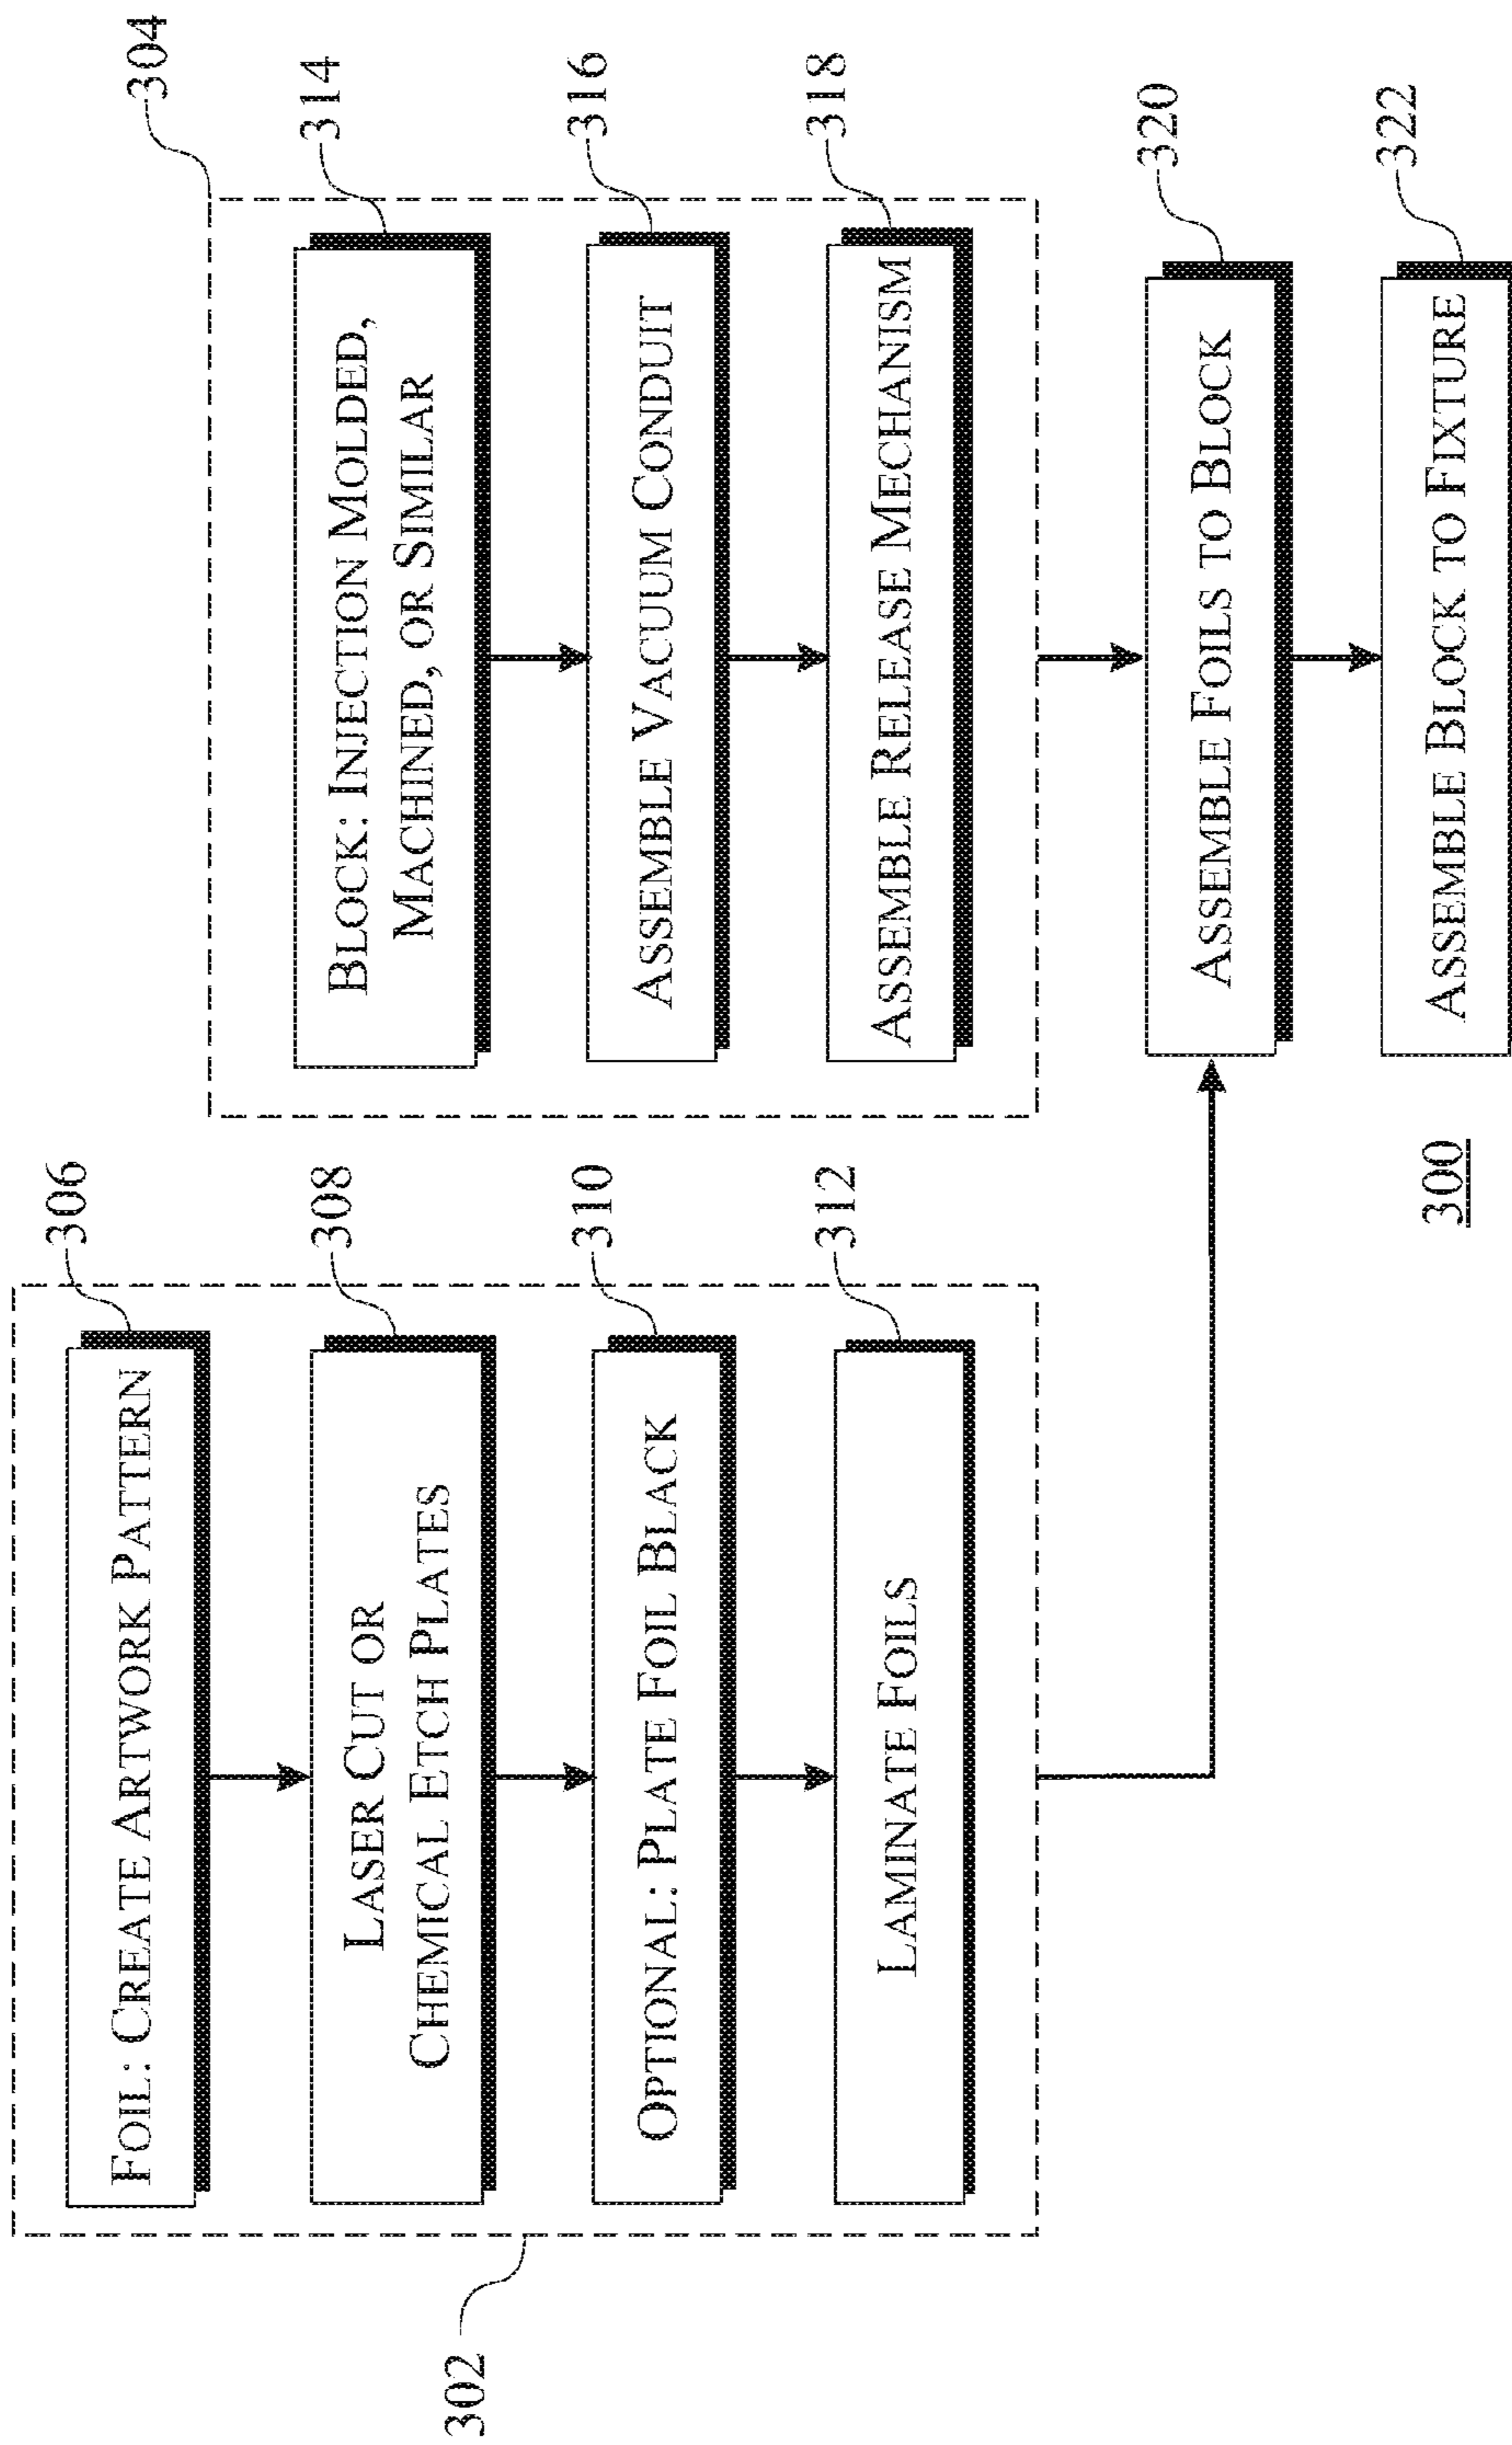 302
FOIL: CREATE ARTWORK PATTERN
306
LASER CUT OR
CHEMICAL ETCH PLATES
308
OPTIONAL: PLATE FOIL BLACK
310
LAMINATE FOILS
312
304
BLOCK: INJECTION MOLDED,
MACHINED, OR SIMILAR
314
ASSEMBLE VACUUM CONDUIT
316
ASSEMBLE RELEASE MECHANISM
318
ASSEMBLE FOILS TO BLOCK
320
ASSEMBLE BLOCK TO FIXTURE
322
300